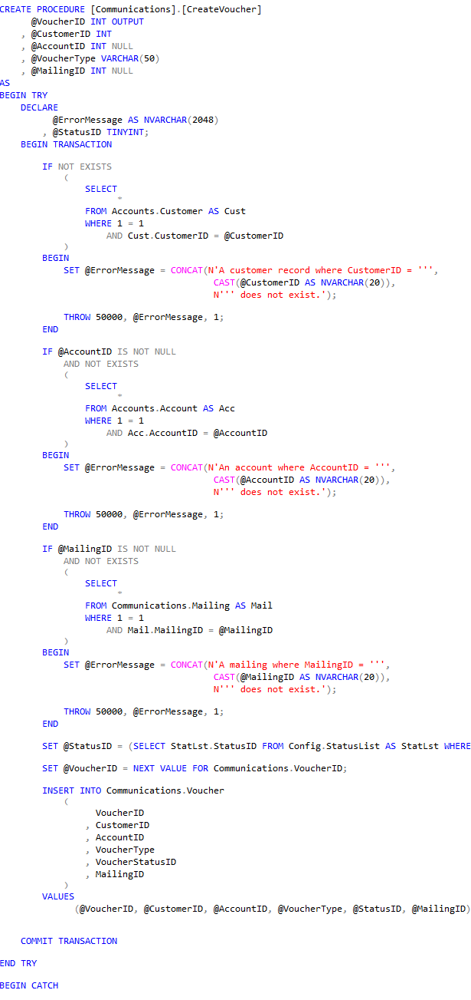 CREATE PROCEDURE [Communications].[CreateVoucher]
@VoucherID INT OUTPUT
, @CustomerID INT
, @AccountID INT NULL
, @VoucherType VARCHAR(50)
, @MailingID INT NULL
AS
BEGIN TRY
DECLARE
@ErrorMessage AS NVARCHAR(2048)
, @StatusID TINYINT;
BEGIN TRANSACTION
IF NOT EXISTS
(
SELECT
*
FROM Accounts.Customer AS Cust
WHERE 1 = 1
AND Cust.CustomerID = @CustomerID
)
BEGIN
SET @ErrorMessage = CONCAT(N'A customer record where CustomerID = ''',
CAST(@CustomerID AS NVARCHAR(20)),
N''' does not exist.');
THROW 50000, @ErrorMessage, 1;
END
IF @AccountID IS NOT NULL
AND NOT EXISTS
(
SELECT
*
FROM Accounts.Account AS Acc
WHERE 1 = 1
AND Acc.AccountID = @AccountID
)
BEGIN
SET @ErrorMessage = CONCAT(N'An account where AccountID = ''',
CAST(@AccountID AS NVARCHAR(20)),
N''' does not exist.');
THROW 50000, @ErrorMessage, 1;
END
IF @MailingID IS NOT NULL
AND NOT EXISTS
(
SELECT
*
FROM Communications.Mailing AS Mail
WHERE 1 = 1
AND Mail.MailingID = @MailingID
)
BEGIN
SET @ErrorMessage = CONCAT(N'A mailing where MailingID = ''',
CAST(@MailingID AS NVARCHAR(20)),
N''' does not exist.');
THROW 50000, @ErrorMessage, 1;
END
SET @StatusID = (SELECT StatLst.StatusID FROM Config.StatusList AS StatLst WHERE
SET @VoucherID = NEXT VALUE FOR Communications.VoucherID;
INSERT INTO Communications.Voucher
(
VoucherID
, CustomerID
, AccountID
, VoucherType
, VoucherStatusID
, MailingID
)
VALUES
(@VoucherID, @CustomerID, @AccountID, @VoucherType, @StatusID, @MailingID)
COMMIT TRANSACTION
END TRY
BEGIN CATCH